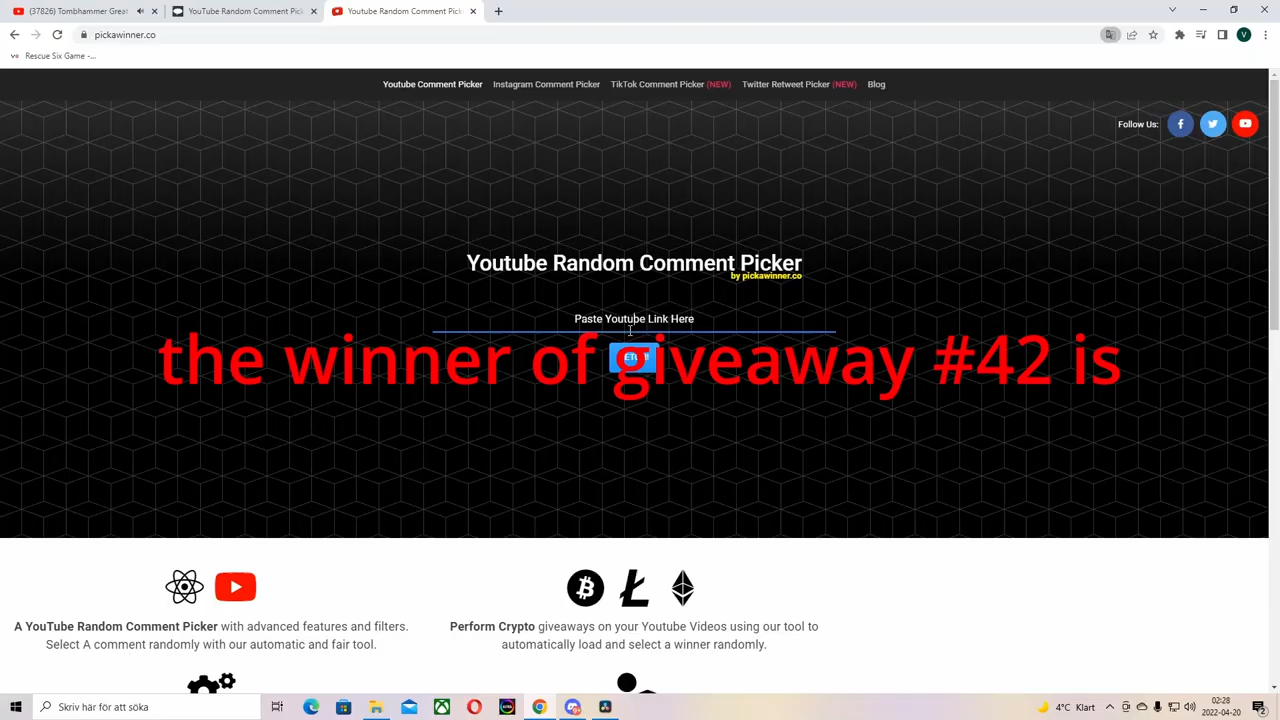 (37826) Tombhammer Grea
YouTube Random Comment Pick
Youtube Random Comment Picker
pickawinner.co
V
Rescue Six Game -...
Youtube Comment Picker Instagram Comment Picker TikTok Comment Picker (NEW) Twitter Retweet Picker (NEW) Blog
Follow Us:
Youtube Random Comment Picker
by pickawinner.co
Paste Youtube Link Here
the winner of giveaway #42 is
A YouTube Random Comment Picker with advanced features and filters.
Select A comment randomly with our automatic and fair tool.
Perform Crypto giveaways on your Youtube Videos using our tool to
automatically load and select a winner randomly.
Skriv här för att söka
4°C Klart
02:28
2022-04-20
2